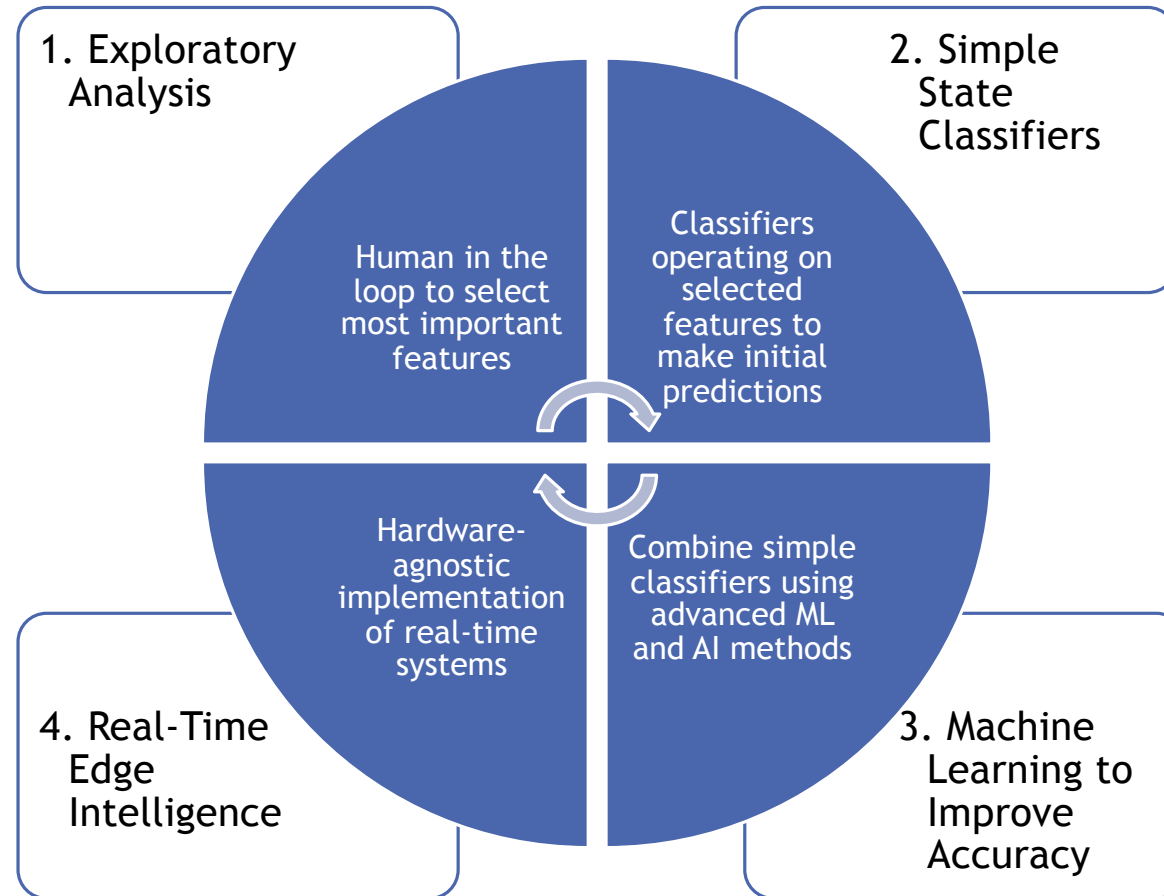 1. Exploratory
Analysis
Human in the
loop to select
most important
features
2. Simple
State
Classifiers
Classifiers
operating on
selected
features to
make initial
predictions
3. Machine
Learning to
Improve
Accuracy
Combine simple
classifiers using
advanced ML
and AI methods
4. Real-Time
Edge
Intelligence
Hardware-
agnostic
implementation
of real-time
systems